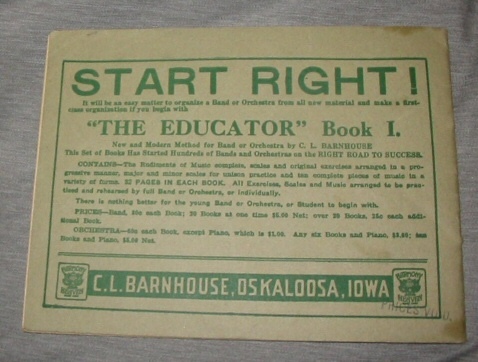 START RIGHT!
It will be an easy matter to organize a Band or Orchestra from all new material and make a first-
class organization if you begin with
"THE EDUCATOR" Book I.
New and Modern Method for Band or Orchestra by C. L. BARNHOUSE
This Set of Books Has Started Hundreds of Bands and Orchestras on the RIGHT ROAD TO SUCCESS.
CONTAINS—The Rudiments of Music complete, scales and original exercises arranged in a pro-
gressive manner, major and minor scales for unison practice and ten complete pieces of music in a
variety of forms. 32 PAGES IN EACH BOOK. All Exercises, Scales and Music arranged to be prac-
ticed and rehearsed by full Band or Orchestra, or individually.
There is nothing better for the young Band or Orchestra, or Student to begin with.
PRICES—Band, each Book; 20 Books at one time $5.00 Net; over 20 Books, 25c each addi-
tional Book.
ORCHESTRA— each Book, except Piano, which is $1.00. Any six Books and Piano, ten
Books and Piano, $5.00 Net.
HARMONY
C.L. BARNHOUSE, OSKALOOSA, IOWA
HARMONY
PRICES